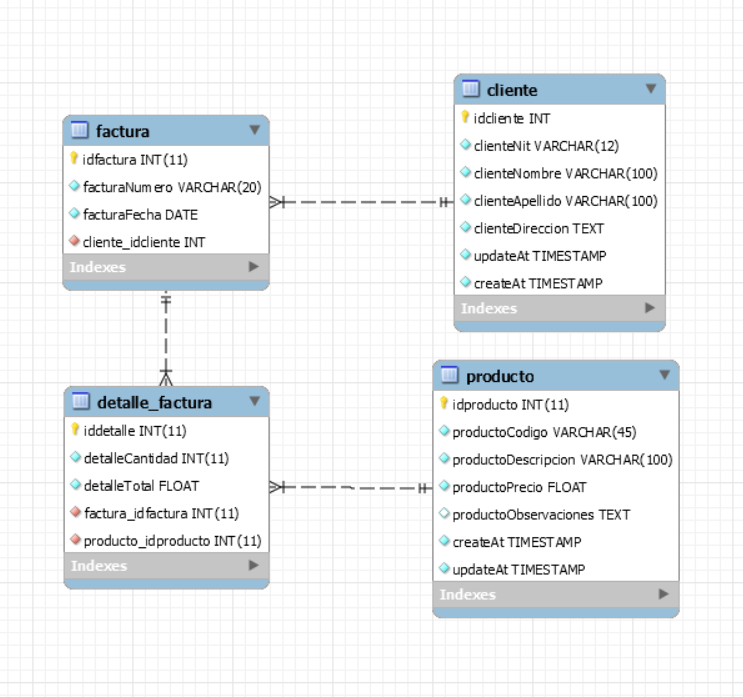 factura
idfactura INT(11)
facturaNumero VARCHAR(20)
facturaFecha DATE
cliente_idcliente INT
Indexes
cliente
idcliente INT
clienteNit VARCHAR(12)
clienteNombre VARCHAR(100)
clienteApellido VARCHAR(100)
clienteDireccion TEXT
updateAt TIMESTAMP
createAt TIMESTAMP
Indexes
detalle_factura
iddetalle INT(11)
detalleCantidad INT(11)
detalleTotal FLOAT
factura_idfactura INT(11)
producto_idproducto INT(11)
Indexes
producto
idproducto INT(11)
productoCodigo VARCHAR(45)
productoDescripcion VARCHAR(100)
productoPrecio FLOAT
productoObservaciones TEXT
createAt TIMESTAMP
updateAt TIMESTAMP
Indexes